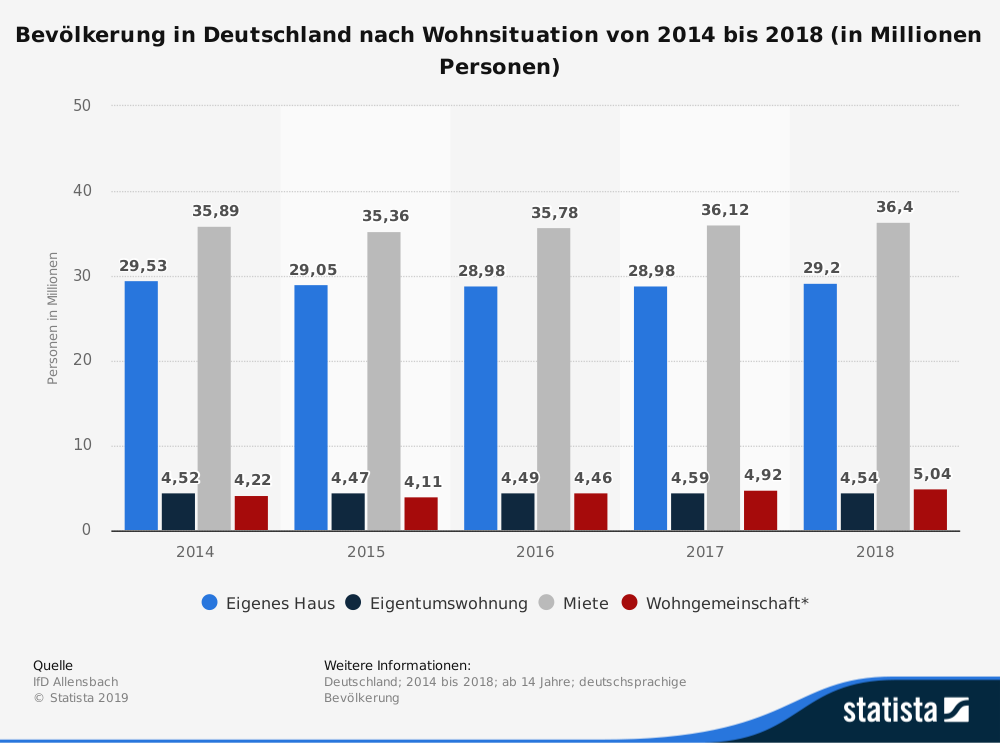 Bevölkerung in Deutschland nach Wohnsituation von 2014 bis 2018 (in Millionen
Personen)
Personen in Millionen
50
40
30
20
10
0
29,53
4,52
35,89
4,22
29,05
4,47
35,36
4,11
28,98
4,49
35,78
4,46
28,98
4,59
36,12
4,92
29,2
4,54
36,4
5,04
2014
2015
2016
2017
2018
Eigenes Haus
Eigentumswohnung
Miete
Wohngemeinschaft*
Quelle
IfD Allensbach
© Statista 2019
Weitere Informationen:
Deutschland; 2014 bis 2018; ab 14 Jahre; deutschsprachige
Bevölkerung
statista